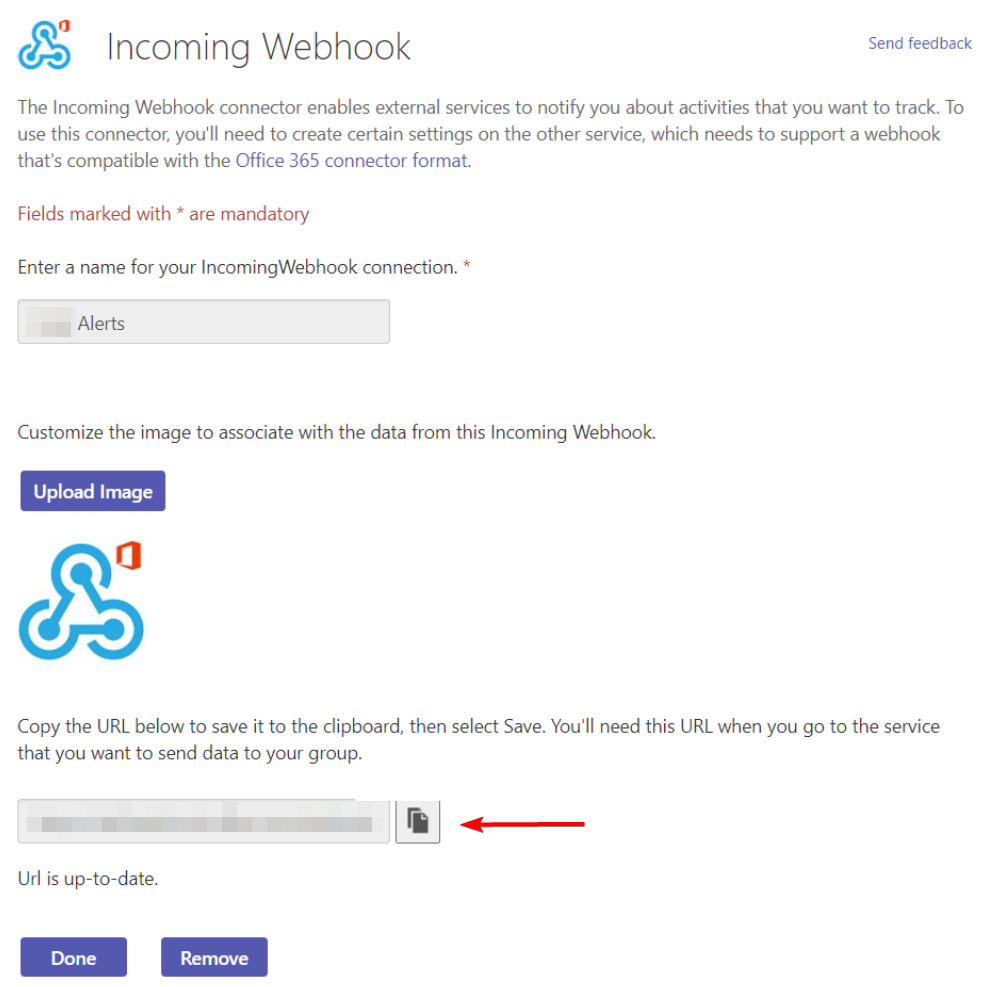 Incoming Webhook
Send feedback
The Incoming Webhook connector enables external services to notify you about activities that you want to track. To
use this connector, you'll need to create certain settings on the other service, which needs to support a webhook
that's compatible with the Office 365 connector format.
Fields marked with * are mandatory
Enter a name for your IncomingWebhook connection. *
Alerts
Customize the image to associate with the data from this Incoming Webhook.
Upload Image
Copy the URL below to save it to the clipboard, then select Save. You'll need this URL when you go to the service
that you want to send data to your group.
Url is up-to-date.
Done
Remove